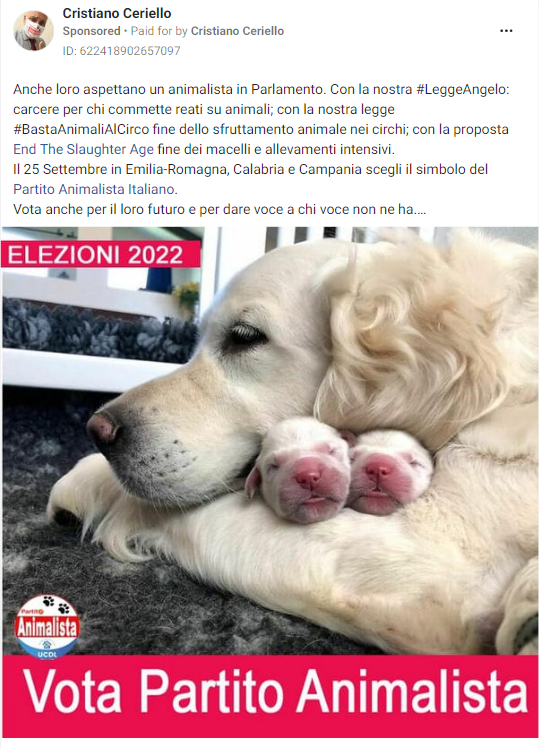 Cristiano Ceriello
Sponsored • Paid for by Cristiano Ceriello
ID: 622418902657097
Anche loro aspettano un animalista in Parlamento. Con la nostra #LeggeAngelo:
carcere per chi commette reati su animali; con la nostra legge
#BastaAnimaliAlCirco fine dello sfruttamento animale nei circhi; con la proposta
End The Slaughter Age fine dei macelli e allevamenti intensivi.
Il 25 Settembre in Emilia-Romagna, Calabria e Campania scegli il simbolo del
Partito Animalista Italiano.
Vota anche per il loro futuro e per dare voce a chi voce non ne ha....
ELEZIONI 2022
Partito
Animalista
UCDL
Vota Partito Animalista